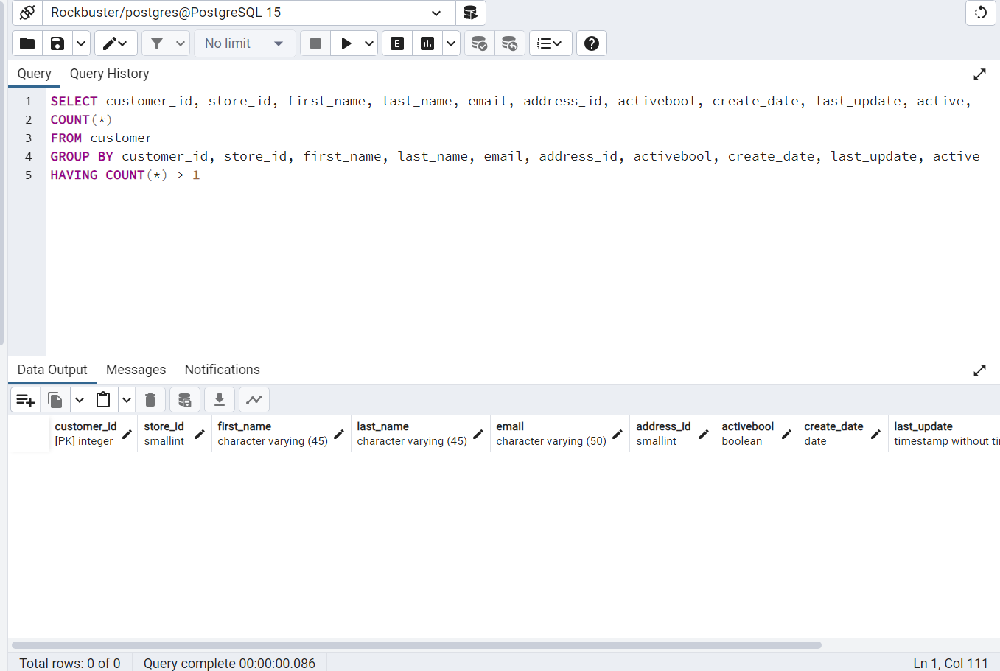 Rockbuster/postgres@PostgreSQL 15
No limit
E
Query Query History
1 SELECT customer_id, store_id, first_name, last_name, email, address_id, activebool, create_date, last_update, active,
2 COUNT(*)
3 FROM customer
4 GROUP BY customer_id, store_id, first_name, last_name, email, address_id, activebool, create_date, last_update, active
5 HAVING COUNT(*) > 1
Data Output Messages Notifications
customer_id store_id first_name last_name email address_id activebool create_date last_update
[PK] integer smallint character varying (45) character varying (45) character varying (50) smallint boolean date timestamp without ti
Total rows: 0 of 0 Query complete 00:00:00.086 Ln 1, Col 111